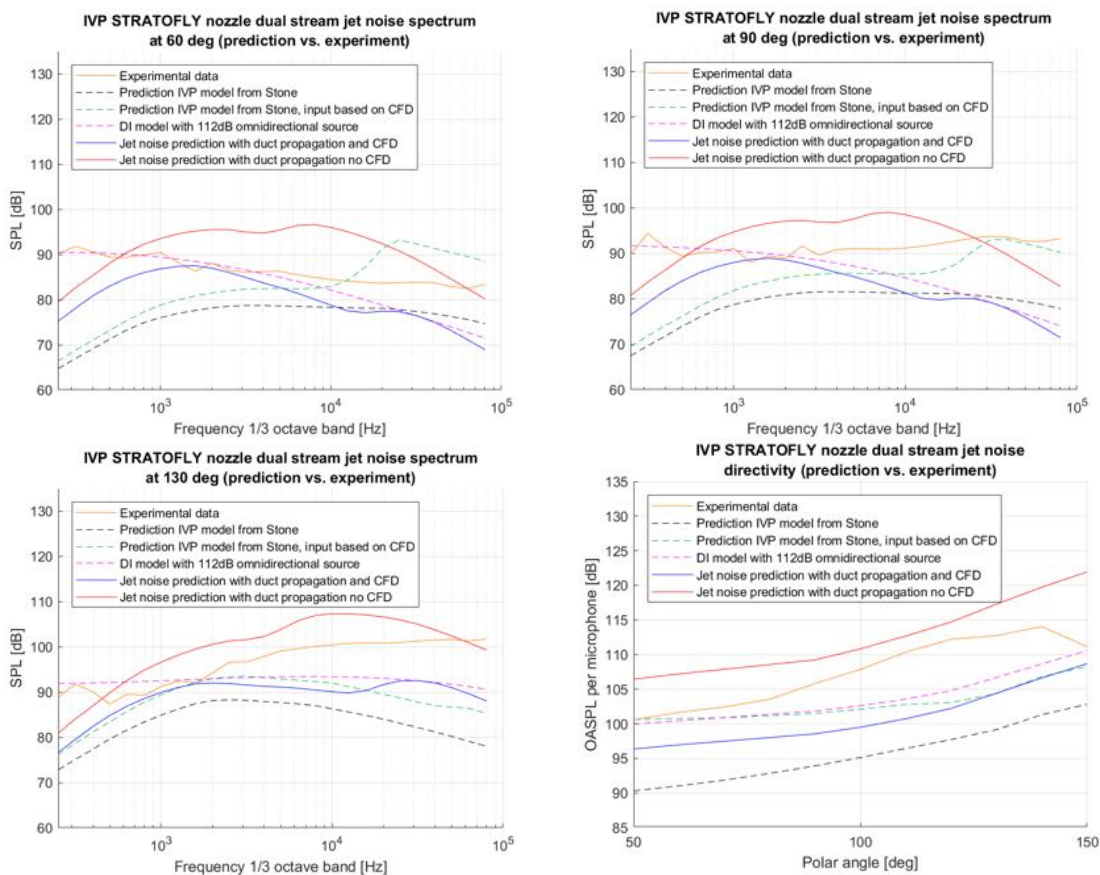 IVP STRATOFLY nozzle dual stream jet noise spectrum
at 60 deg (prediction vs. experiment)
130
120
110
100
90
80
70
60
SPL [dB]
Experimental data
Prediction IVP model from Stone
Prediction IVP model from Stone, input based on CFD
DI model with 112dB omnidirectional source
Jet noise prediction with duct propagation and CFD
Jet noise prediction with duct propagation no CFD
10³ 10⁴ 10⁵
Frequency 1/3 octave band [Hz]
IVP STRATOFLY nozzle dual stream jet noise spectrum
at 90 deg (prediction vs. experiment)
130
120
110
100
90
80
70
60
SPL [dB]
Experimental data
Prediction IVP model from Stone
Prediction IVP model from Stone, input based on CFD
DI model with 112dB omnidirectional source
Jet noise prediction with duct propagation and CFD
Jet noise prediction with duct propagation no CFD
10³ 10⁴ 10⁵
Frequency 1/3 octave band [Hz]
IVP STRATOFLY nozzle dual stream jet noise spectrum
at 130 deg (prediction vs. experiment)
130
120
110
100
90
80
70
60
SPL [dB]
Experimental data
Prediction IVP model from Stone
Prediction IVP model from Stone, input based on CFD
DI model with 112dB omnidirectional source
Jet noise prediction with duct propagation and CFD
Jet noise prediction with duct propagation no CFD
10³ 10⁴ 10⁵
Frequency 1/3 octave band [Hz]
IVP STRATOFLY nozzle dual stream jet noise
directivity (prediction vs. experiment)
130
125
120
115
110
105
100
95
90
85
OASPL per microphone [dB]
Experimental data
Prediction IVP model from Stone
Prediction IVP model from Stone, input based on CFD
DI model with 112dB omnidirectional source
Jet noise prediction with duct propagation and CFD
Jet noise prediction with duct propagation no CFD
50 100 150
Polar angle [deg]